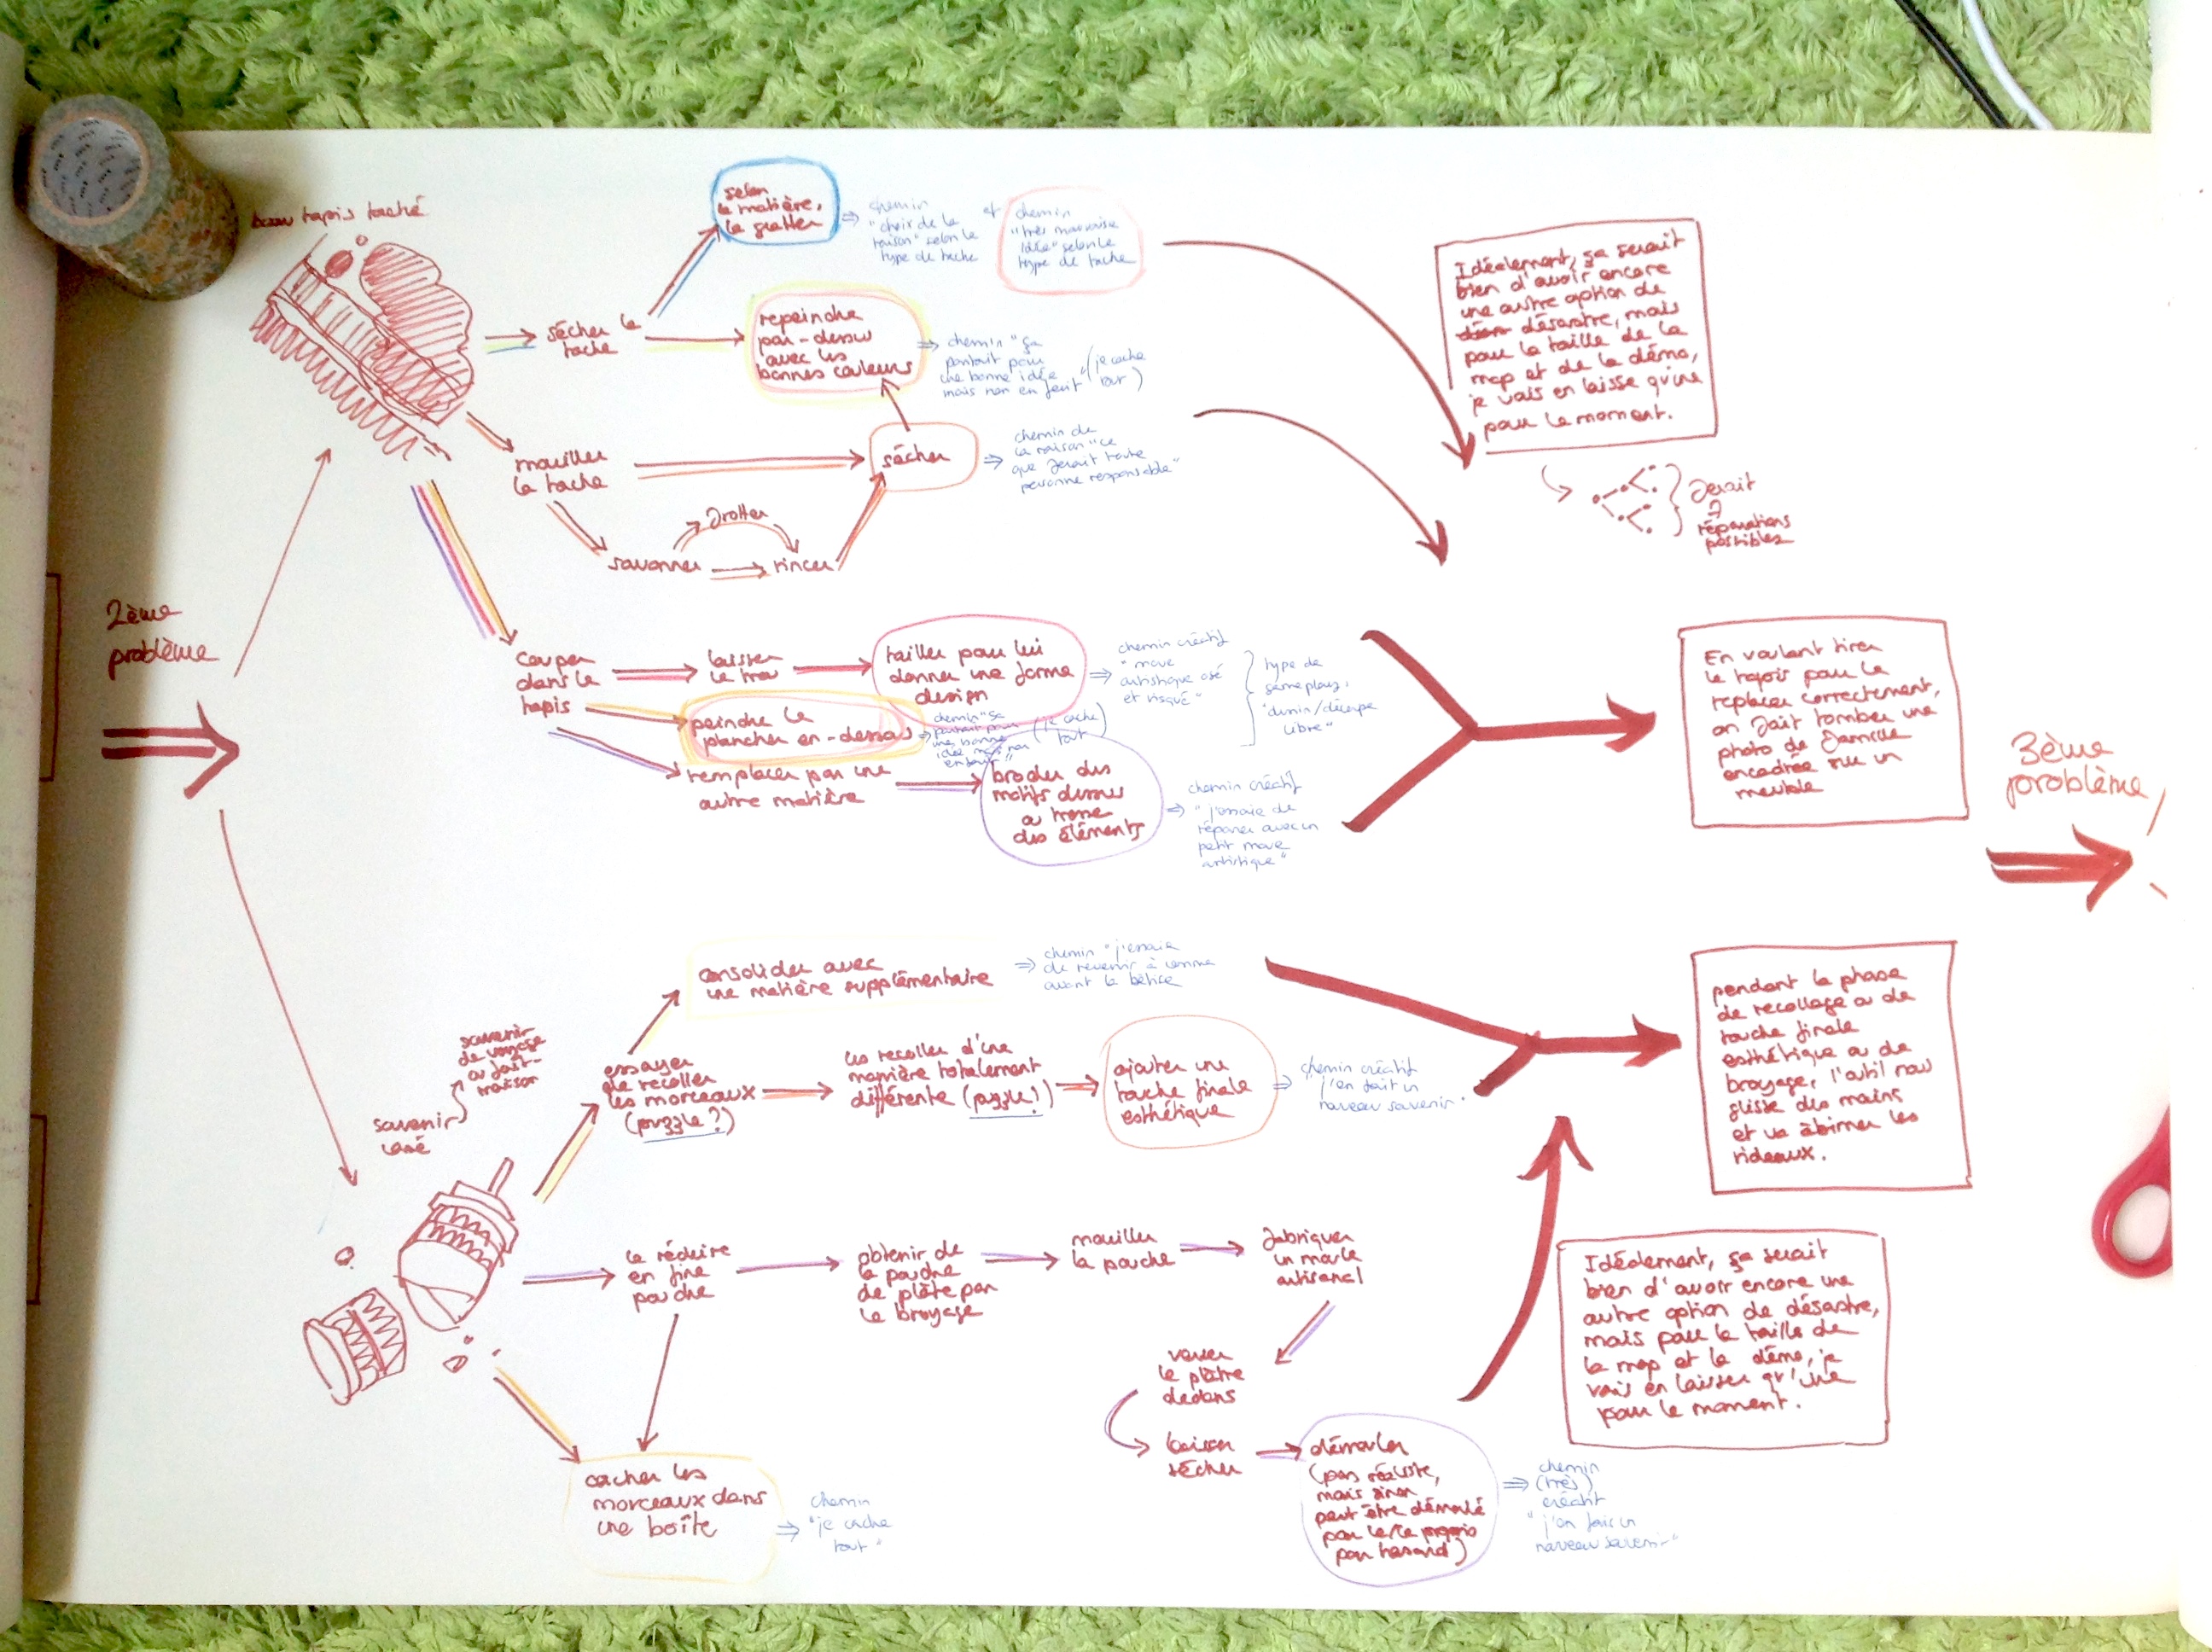 2ème
problème
beau tapis taché
sécher la
tache
selon
la matière,
la gratter
chemin
"choix de la
raison" selon le
type de tache
et
chemin
"très mauvaise
idée" selon le
type de tache
repeindre
par-dessus
avec les
bonnes couleurs
chemin "ça
partait pour
une bonne idée
mais non en fait"
(je cache
tout)
mouiller
la tache
sécher
chemin de
la raison "ce
que ferait toute
personne responsable"
frotter
savonner
rincer
couper
dans le
tapis
laisser
le trou
tailler pour lui
donner une forme
design
chemin créatif
"move
artistique osé
et risqué"
type de
gameplay:
"dessin/découpe
libre"
peindre le
plancher en-dessous
chemin "ça
partait pour
une bonne
idée mais non
en fait"
(je cache
tout)
remplacer par une
autre matière
broder des
motifs dessus
ou tresse
des éléments
chemin créatif
"j'essaie de
réparer avec un
petit move
artistique"
Idéalement, ça serait
bien d'avoir encore
une autre option de
désastre, mais
pour la taille de la
map et de la démo,
je vais en laisse qu'une
pour le moment.
ferait
7
réparations
possibles
En voulant tirer
le tapis pour le
replacer correctement,
on fait tomber une
photo de famille
encadrée sur un
meuble
3ème
problème
souvenir
cassé
souvenir
de voyage
ou fait-
maison
essayer
de recoller
les morceaux
(puzzle?)
consolider avec
une matière supplémentaire
chemin "j'essaie
de revenir à comme
avant la bêtise
les recoller d'une
manière totalement
différente (puzzle?)
ajouter une
touche finale
esthétique
chemin créatif
"j'en fait un
nouveau souvenir"
le réduire
en fine
poudre
obtenir de
la poudre
de plâtre par
le broyage
mouiller
la pouche
fabriquer
un moule
artisanal
verser
le plâtre
dedans
laisser
sécher
démouler
(pas réaliste,
mais sinon
peut être démoulé
par le/la proprio
par hasard)
chemin
(très)
créatif
"j'en fais un
nouveau souvenir"
cacher les
morceaux dans
une boîte
chemin
"je cache
tout"
pendant la phase
de recollage ou de
touche finale
esthétique ou de
broyage, l'outil nous
glisse des mains
et va abîmer les
rideaux.
Idéalement, ça serait
bien d'avoir encore une
autre option de désastre,
mais pour la taille de
la map et la démo, je
vais en laisser qu'une
pour le moment.